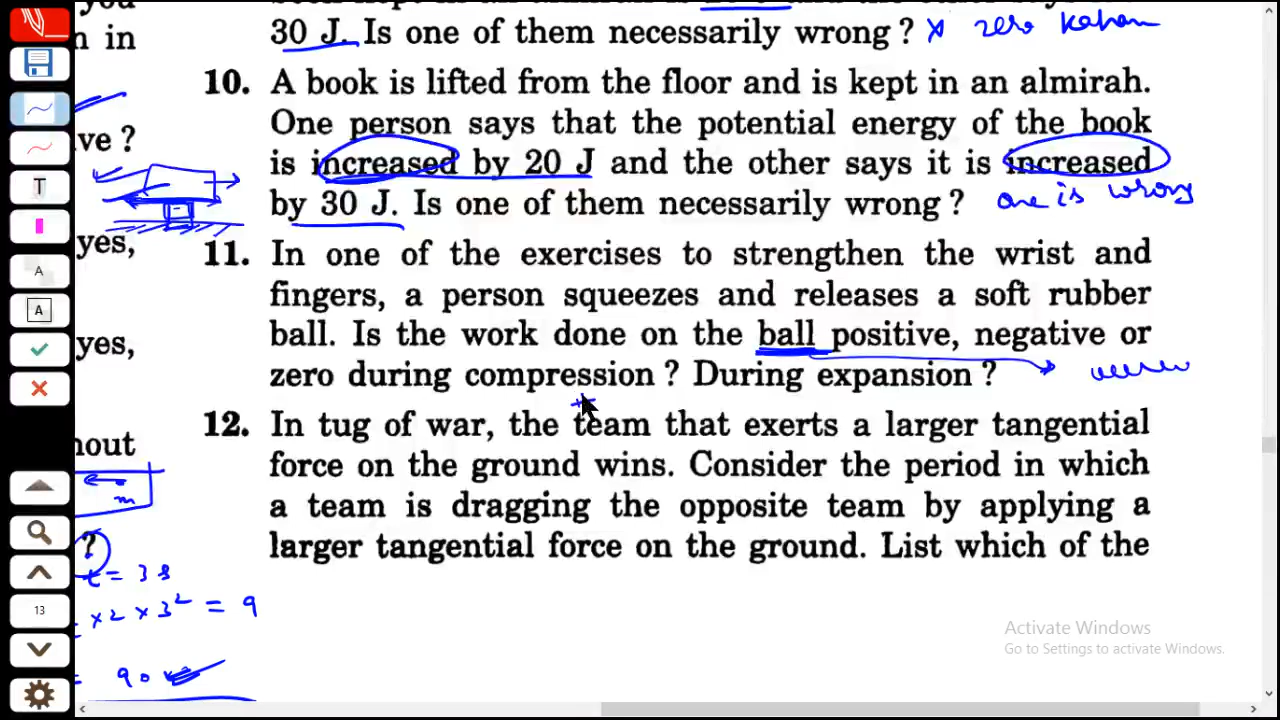 you
30 J. Is one of them necessarily wrong ? × zero kahan
n in
10. A book is lifted from the floor and is kept in an almirah.
One person says that the potential energy of the book
ve ?
is increased by 20 J and the other says it is increased
by 30 J. Is one of them necessarily wrong ? one is wrong
yes,
11. In one of the exercises to strengthen the wrist and
fingers, a person squeezes and releases a soft rubber
ball. Is the work done on the ball positive, negative or
yes,
zero during compression ? During expansion ?
12. In tug of war, the team that exerts a larger tangential
hout
force on the ground wins. Consider the period in which
m
a team is dragging the opposite team by applying a
larger tangential force on the ground. List which of the
?
t = 3 s
× 2 × 3² = 9
= 90
T
A
A
13
Activate Windows
Go to Settings to activate Windows.